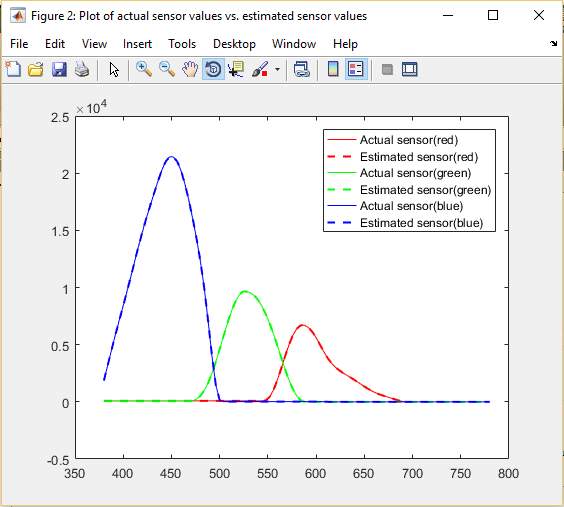 Figure 2: Plot of actual sensor values vs. estimated sensor values
File Edit View Insert Tools Desktop Window Help
×10^4
2.5
2
1.5
1
0.5
0
-0.5
350 400 450 500 550 600 650 700 750 800
Actual sensor(red)
Estimated sensor(red)
Actual sensor(green)
Estimated sensor(green)
Actual sensor(blue)
Estimated sensor(blue)